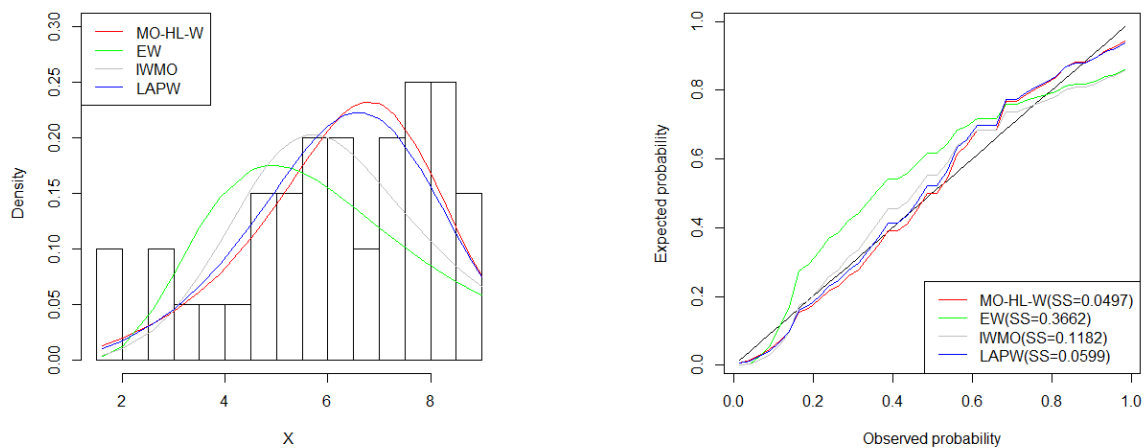 MO-HL-W
EW
IWMO
LAPW
Density
0.00
0.05
0.10
0.15
0.20
0.25
0.30
2 4 6 8
X
Expected probability
0.0
0.2
0.4
0.6
0.8
1.0
MO-HL-W(SS=0.0497)
EW(SS=0.3662)
IWMO(SS=0.1182)
LAPW(SS=0.0599)
0.0 0.2 0.4 0.6 0.8 1.0
Observed probability